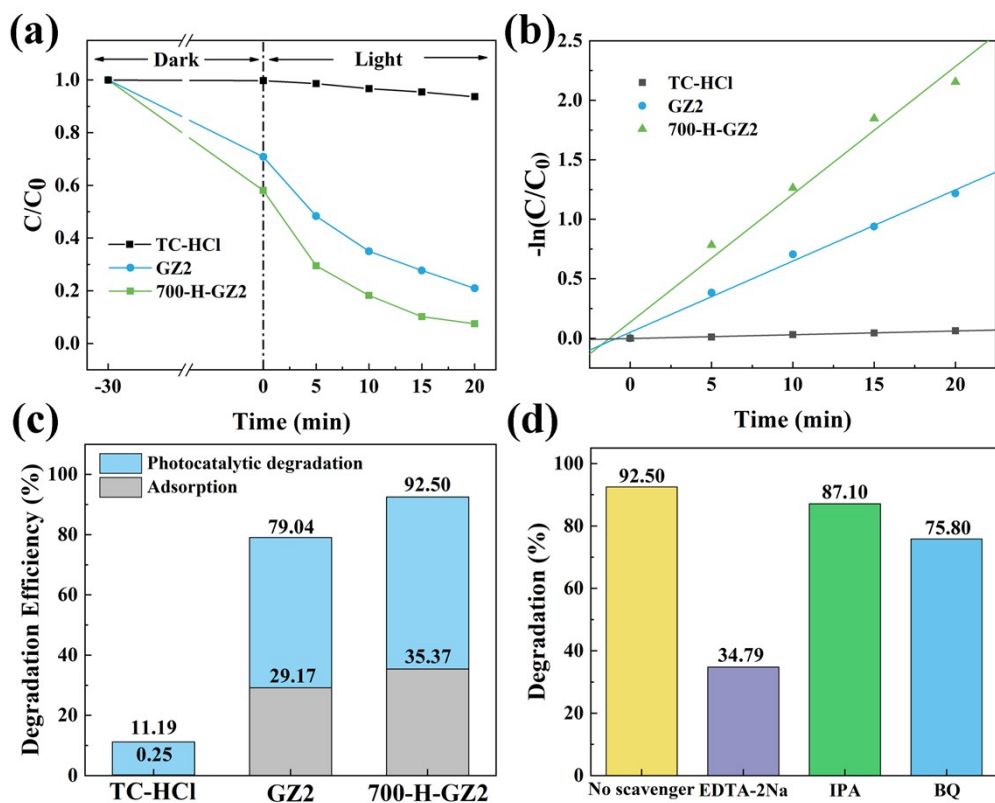 (a)
Dark
Light
1.0
0.8
0.6
0.4
0.2
0.0
C/C0
TC-HCl
GZ2
700-H-GZ2
-30
0
5
10
15
20
Time (min)
(b)
2.5
2.0
1.5
1.0
0.5
0.0
-ln(C/C0)
TC-HCl
GZ2
700-H-GZ2
0
5
10
15
20
Time (min)
(c)
Photocatalytic degradation
Adsorption
100
80
60
40
20
0
Degradation Efficiency (%)
11.19
0.25
79.04
29.17
92.50
35.37
TC-HCl
GZ2
700-H-GZ2
(d)
100
80
60
40
20
0
Degradation (%)
92.50
34.79
87.10
75.80
No scavenger
EDTA-2Na
IPA
BQ